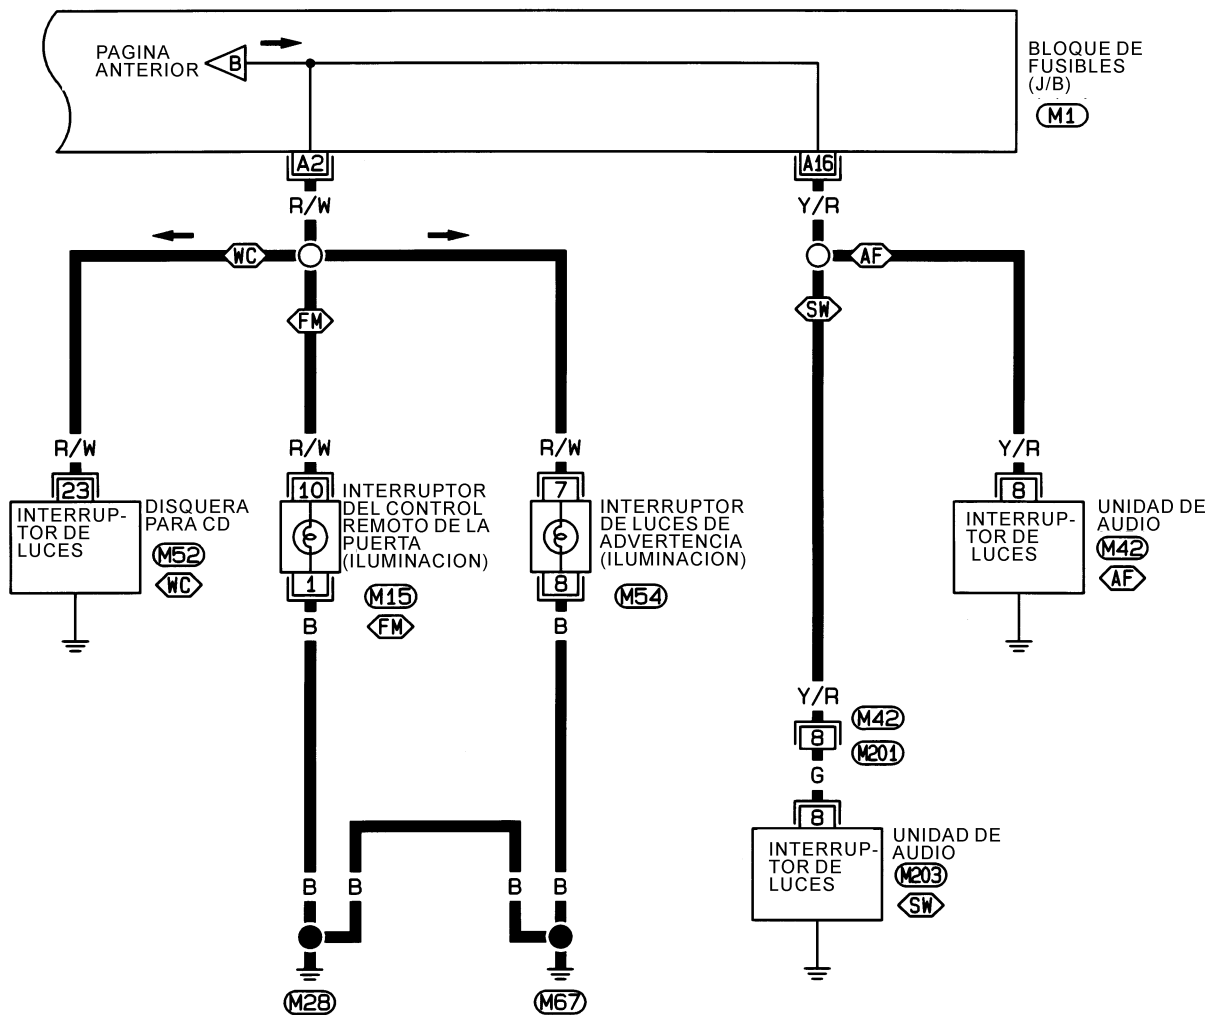 PAGINA
ANTERIOR
B
BLOQUE DE
FUSIBLES
(J/B)
M1
A2
A16
R/W
Y/R
WC
AF
FM
SW
R/W
R/W
R/W
Y/R
23
10
7
8
INTERRUP-
TOR DE
LUCES
DISQUERA
PARA CD
M52
WC
INTERRUPTOR
DEL CONTROL
REMOTO DE LA
PUERTA
(ILUMINACION)
1
M15
FM
INTERRUPTOR
DE LUCES DE
ADVERTENCIA
(ILUMINACION)
8
M54
INTERRUP-
TOR DE
LUCES
UNIDAD DE
AUDIO
M42
AF
B
B
Y/R
M42
8
M201
G
8
INTERRUP-
TOR DE
LUCES
UNIDAD DE
AUDIO
M203
SW
B
B
B
B
M28
M67